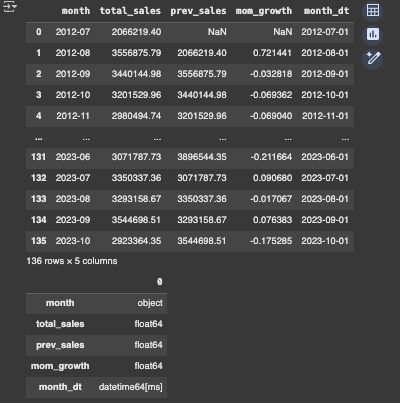 month total_sales prev_sales mom_growth month_dt
0 2012-07 2066219.40 NaN NaN 2012-07-01
1 2012-08 3556875.79 2066219.40 0.721441 2012-08-01
2 2012-09 3440144.98 3556875.79 -0.032818 2012-09-01
3 2012-10 3201529.96 3440144.98 -0.069362 2012-10-01
4 2012-11 2980494.74 3201529.96 -0.069040 2012-11-01
... ... ... ... ... ...
131 2023-06 3071787.73 3896544.35 -0.211664 2023-06-01
132 2023-07 3350337.36 3071787.73 0.090680 2023-07-01
133 2023-08 3293158.67 3350337.36 -0.017067 2023-08-01
134 2023-09 3544698.51 3293158.67 0.076383 2023-09-01
135 2023-10 2923364.35 3544698.51 -0.175285 2023-10-01
136 rows × 5 columns
0
month object
total_sales float64
prev_sales float64
mom_growth float64
month_dt datetime64[ms]